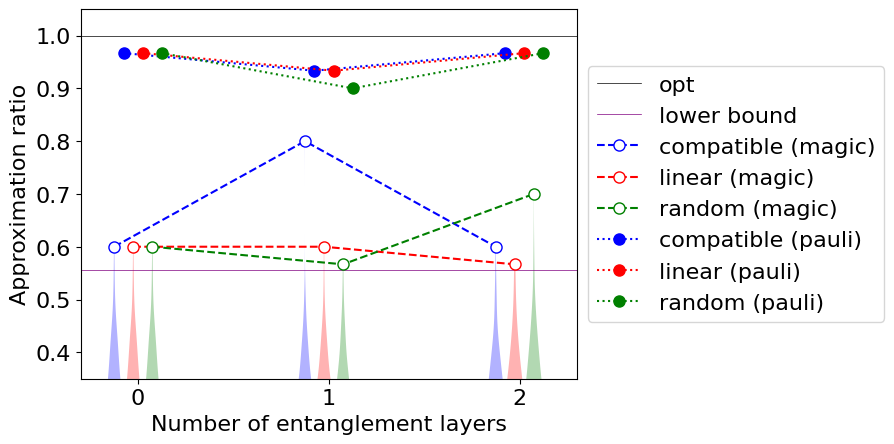 1.0
0.9
0.8
0.7
0.6
0.5
0.4
Approximation ratio
0 1 2
Number of entanglement layers
opt
lower bound
compatible (magic)
linear (magic)
random (magic)
compatible (pauli)
linear (pauli)
random (pauli)